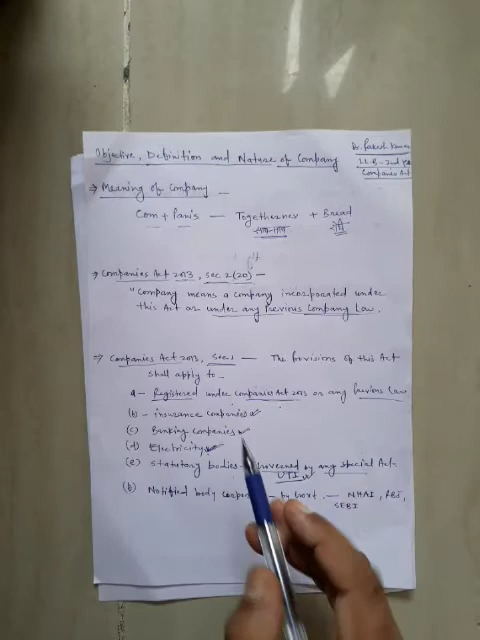 Objective, Definition and Nature of Company
Dr. Rakesh Kumar
LL.B - 2nd
Companies Act
⇒ Meaning of Company —
Com + Panis — Togetherness + Bread
साथ-साथ रोटी
⇒ Companies Act 2013, Sec 2(20) —
"Company means a company incorporated under
this Act or under any Previous Company Law.
⇒ Companies Act 2013, Sec 1 — The provisions of this Act
shall apply to —
a — Registered under Companies Act 2013 or any Previous Law
(b) — insurance companies ✓
(c) Banking Companies ✓
(d) Electricity ✓
(e) Statutory bodies — Governed by any special Act.
UTI
(f) Notified body — by Govt. — NHAI, RBI,
SEBI